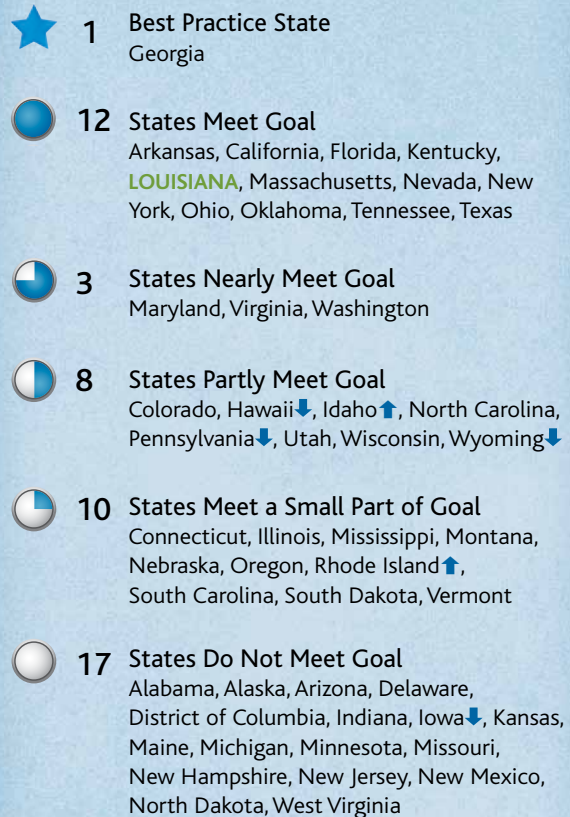 1 Best Practice State
Georgia
12 States Meet Goal
Arkansas, California, Florida, Kentucky,
LOUISIANA, Massachusetts, Nevada, New
York, Ohio, Oklahoma, Tennessee, Texas
3 States Nearly Meet Goal
Maryland, Virginia, Washington
8 States Partly Meet Goal
Colorado, Hawaii⬇, Idaho⬆, North Carolina,
Pennsylvania⬇, Utah, Wisconsin, Wyoming⬇
10 States Meet a Small Part of Goal
Connecticut, Illinois, Mississippi, Montana,
Nebraska, Oregon, Rhode Island⬆,
South Carolina, South Dakota, Vermont
17 States Do Not Meet Goal
Alabama, Alaska, Arizona, Delaware,
District of Columbia, Indiana, Iowa⬇, Kansas,
Maine, Michigan, Minnesota, Missouri,
New Hampshire, New Jersey, New Mexico,
North Dakota, West Virginia